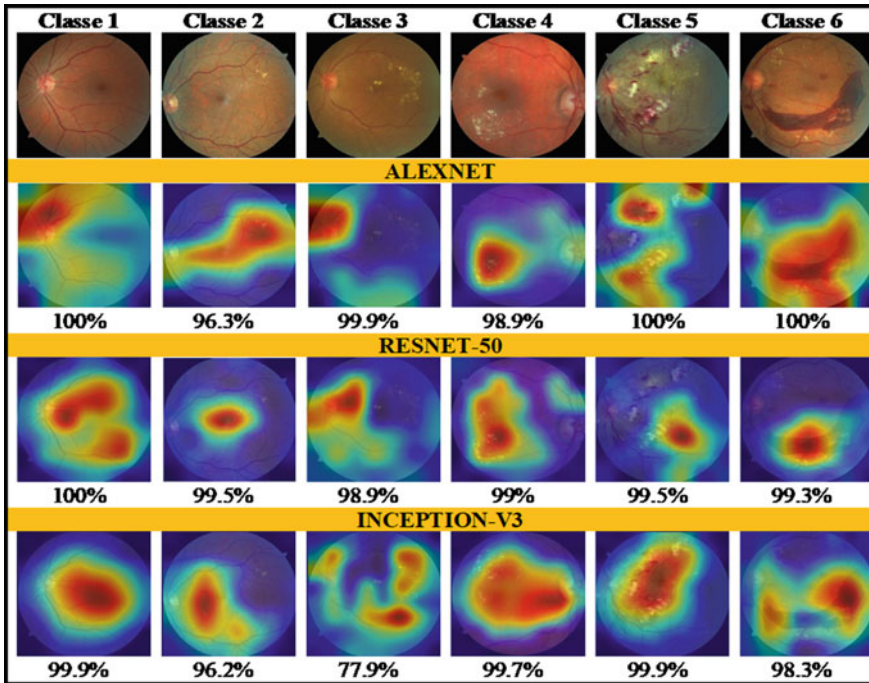 Classe 1 Classe 2 Classe 3 Classe 4 Classe 5 Classe 6
ALEXNET
100% 96.3% 99.9% 98.9% 100% 100%
RESNET-50
100% 99.5% 98.9% 99% 99.5% 99.3%
INCEPTION-V3
99.9% 96.2% 77.9% 99.7% 99.9% 98.3%